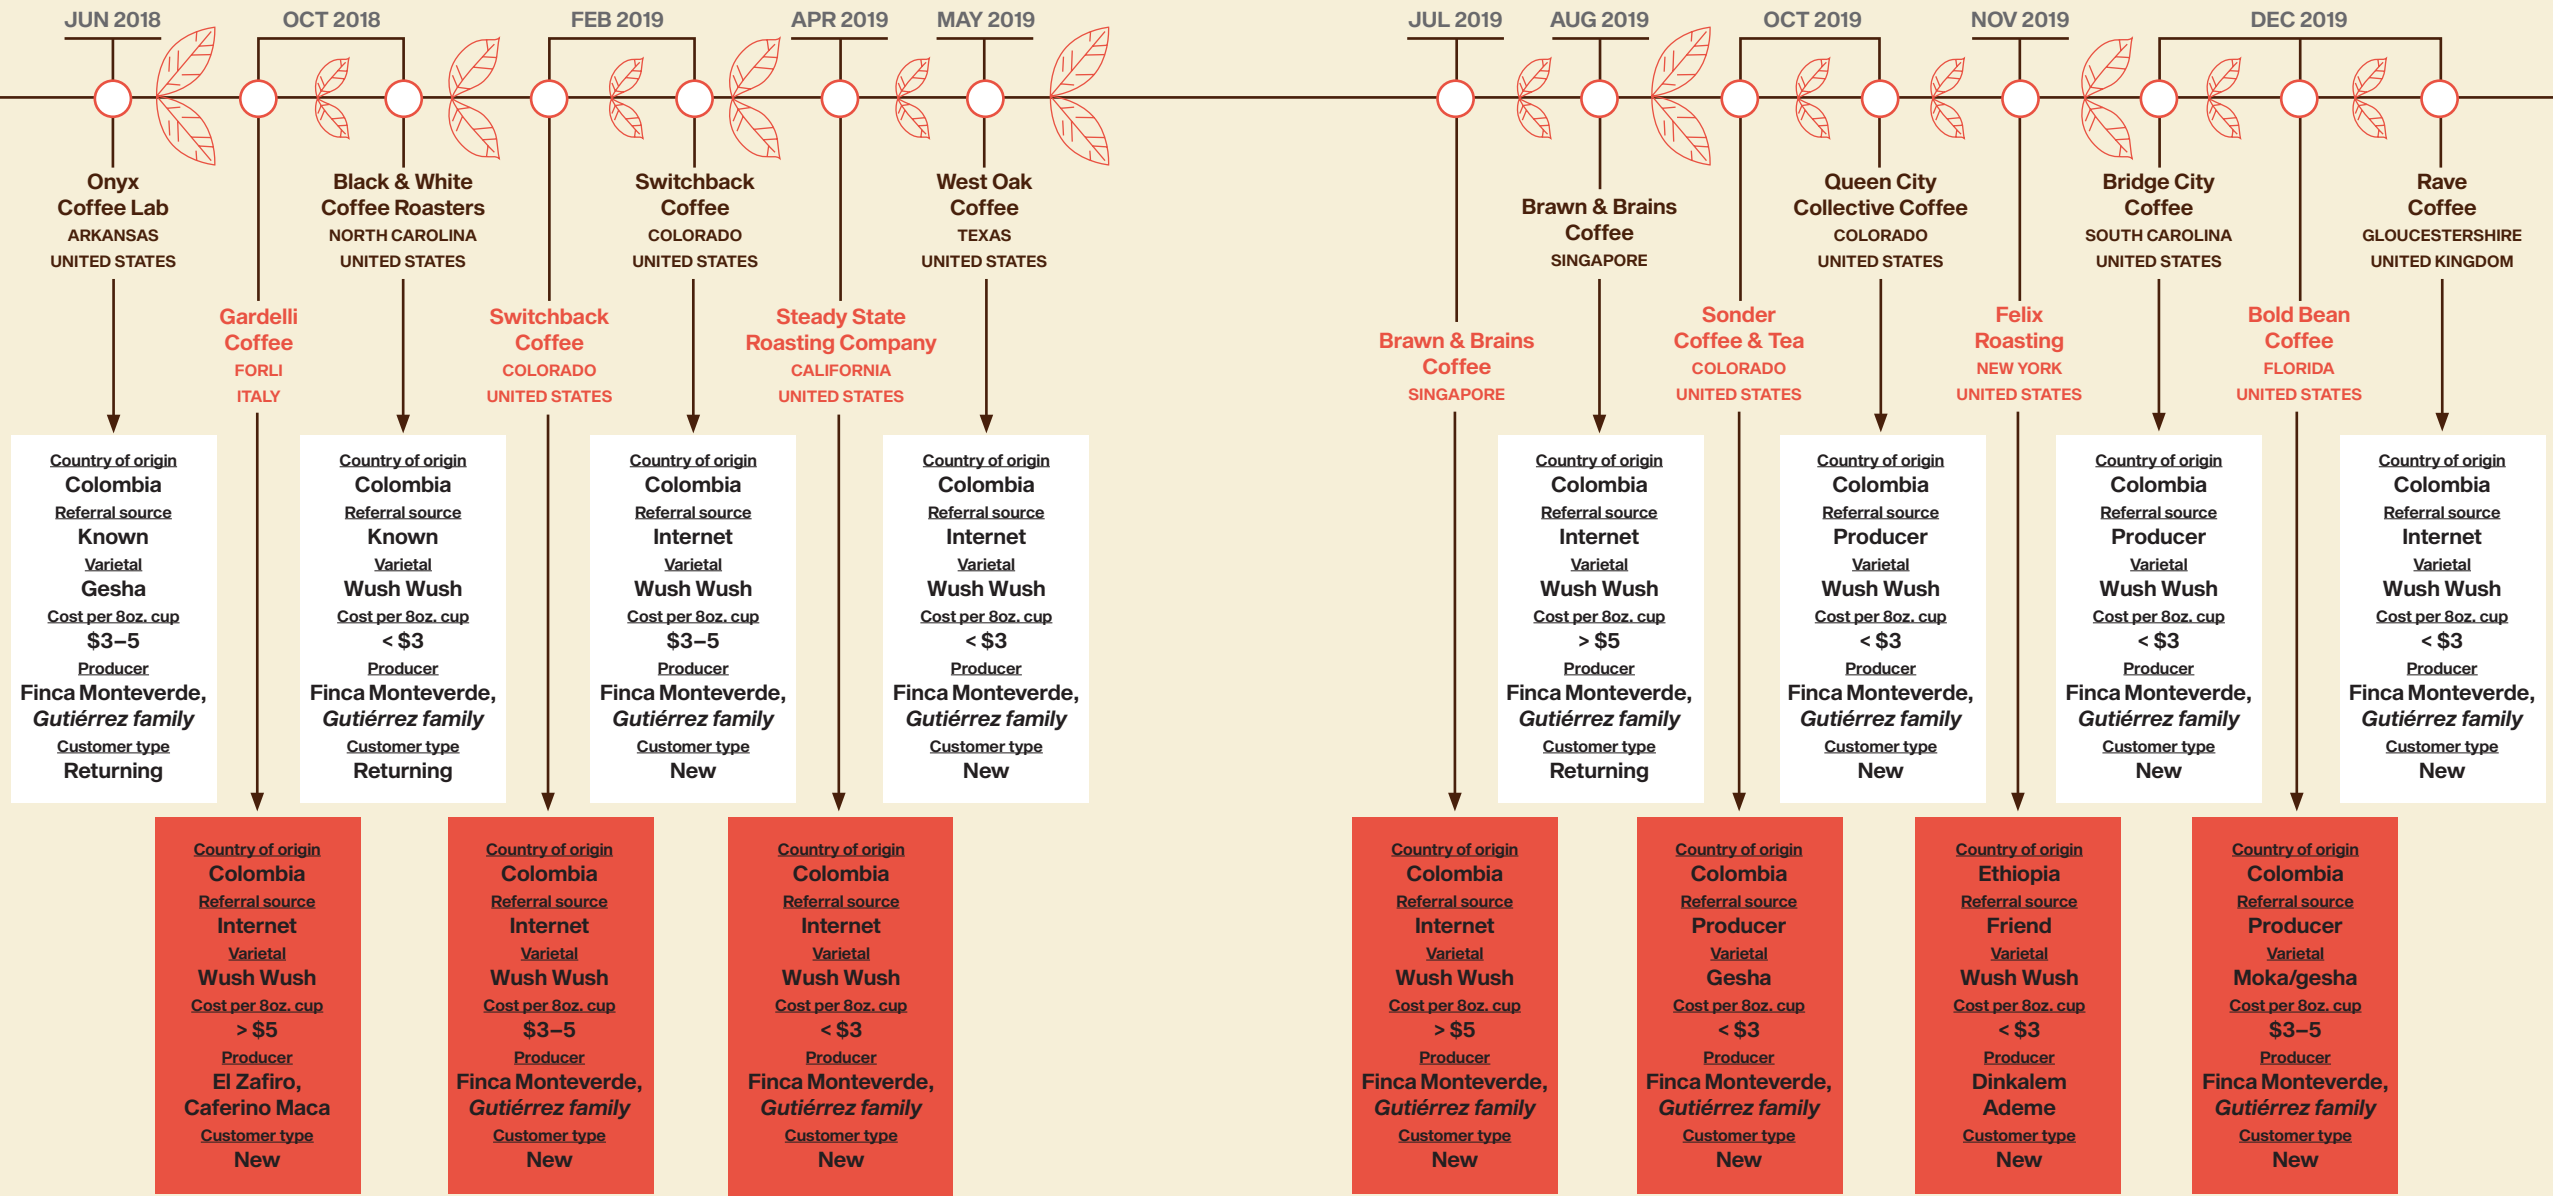 JUN 2018
OCT 2018
FEB 2019
APR 2019
MAY 2019
JUL 2019
AUG 2019
OCT 2019
NOV 2019
DEC 2019
Onyx
Coffee Lab
ARKANSAS
UNITED STATES
Country of origin
Colombia
Referral source
Known
Varietal
Gesha
Cost per 8oz. cup
$3–5
Producer
Finca Monteverde,
Gutiérrez family
Customer type
Returning
Gardelli
Coffee
FORLI
ITALY
Country of origin
Colombia
Referral source
Internet
Varietal
Wush Wush
Cost per 8oz. cup
> $5
Producer
El Zafiro,
Caferino Maca
Customer type
New
Black & White
Coffee Roasters
NORTH CAROLINA
UNITED STATES
Country of origin
Colombia
Referral source
Known
Varietal
Wush Wush
Cost per 8oz. cup
< $3
Producer
Finca Monteverde,
Gutiérrez family
Customer type
Returning
Switchback
Coffee
COLORADO
UNITED STATES
Country of origin
Colombia
Referral source
Internet
Varietal
Wush Wush
Cost per 8oz. cup
$3–5
Producer
Finca Monteverde,
Gutiérrez family
Customer type
New
Switchback
Coffee
COLORADO
UNITED STATES
Country of origin
Colombia
Referral source
Internet
Varietal
Wush Wush
Cost per 8oz. cup
$3–5
Producer
Finca Monteverde,
Gutiérrez family
Customer type
New
Steady State
Roasting Company
CALIFORNIA
UNITED STATES
Country of origin
Colombia
Referral source
Internet
Varietal
Wush Wush
Cost per 8oz. cup
< $3
Producer
Finca Monteverde,
Gutiérrez family
Customer type
New
West Oak
Coffee
TEXAS
UNITED STATES
Country of origin
Colombia
Referral source
Internet
Varietal
Wush Wush
Cost per 8oz. cup
< $3
Producer
Finca Monteverde,
Gutiérrez family
Customer type
New
Brawn & Brains
Coffee
SINGAPORE
Country of origin
Colombia
Referral source
Internet
Varietal
Wush Wush
Cost per 8oz. cup
> $5
Producer
Finca Monteverde,
Gutiérrez family
Customer type
New
Brawn & Brains
Coffee
SINGAPORE
Country of origin
Colombia
Referral source
Internet
Varietal
Wush Wush
Cost per 8oz. cup
> $5
Producer
Finca Monteverde,
Gutiérrez family
Customer type
Returning
Sonder
Coffee & Tea
COLORADO
UNITED STATES
Country of origin
Colombia
Referral source
Producer
Varietal
Gesha
Cost per 8oz. cup
< $3
Producer
Finca Monteverde,
Gutiérrez family
Customer type
New
Queen City
Collective Coffee
COLORADO
UNITED STATES
Country of origin
Colombia
Referral source
Producer
Varietal
Wush Wush
Cost per 8oz. cup
< $3
Producer
Finca Monteverde,
Gutiérrez family
Customer type
New
Felix
Roasting
NEW YORK
UNITED STATES
Country of origin
Ethiopia
Referral source
Friend
Varietal
Wush Wush
Cost per 8oz. cup
< $3
Producer
Dinkalem
Ademe
Customer type
New
Bridge City
Coffee
SOUTH CAROLINA
UNITED STATES
Country of origin
Colombia
Referral source
Producer
Varietal
Wush Wush
Cost per 8oz. cup
< $3
Producer
Finca Monteverde,
Gutiérrez family
Customer type
New
Bold Bean
Coffee
FLORIDA
UNITED STATES
Country of origin
Colombia
Referral source
Producer
Varietal
Moka/gesha
Cost per 8oz. cup
$3–5
Producer
Finca Monteverde,
Gutiérrez family
Customer type
New
Rave
Coffee
GLOUCESTERSHIRE
UNITED KINGDOM
Country of origin
Colombia
Referral source
Internet
Varietal
Wush Wush
Cost per 8oz. cup
< $3
Producer
Finca Monteverde,
Gutiérrez family
Customer type
New